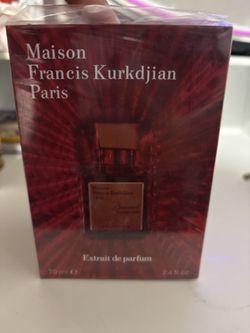 Maison
Francis Kurkdjian
Paris
Extrait de parfum
70 ml e 2.4 fl.oz